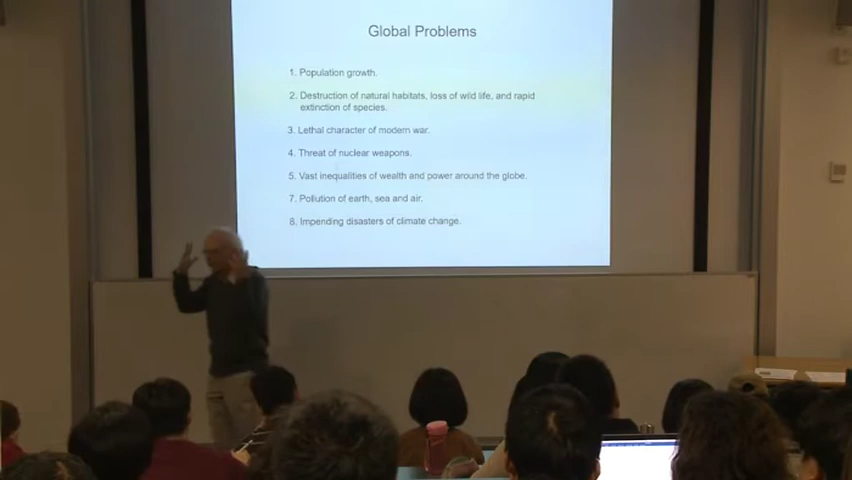 Global Problems
1. Population growth.
2. Destruction of natural habitats, loss of wild life, and rapid
extinction of species.
3. Lethal character of modern war.
4. Threat of nuclear weapons.
5. Vast inequalities of wealth and power around the globe.
7. Pollution of earth, sea and air.
8. Impending disasters of climate change.